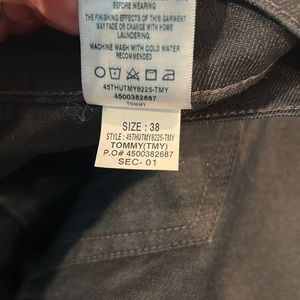 BEFORE WEARING
THE FINISHING EFFECTS OF THIS GARMENT
MAY FADE OR CHANGE WITH HOME
LAUNDERING.
MACHINE WASH WITH COLD WATER
RECOMMENDED
45THUTMY8225-TMY
4500382687
TOMMY
SIZE : 38
STYLE : 45THUTMY8225-TMY
TOMMY(TMY)
P.O# 4500382687
SEC- 01